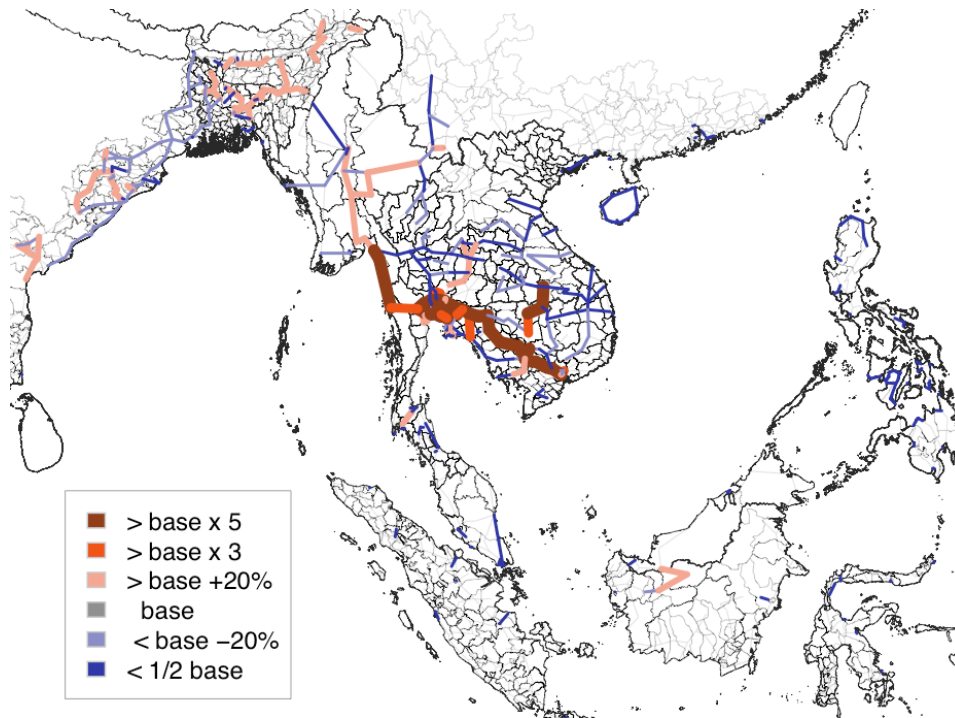 > base x 5
> base x 3
> base +20%
base
< base −20%
< 1/2 base